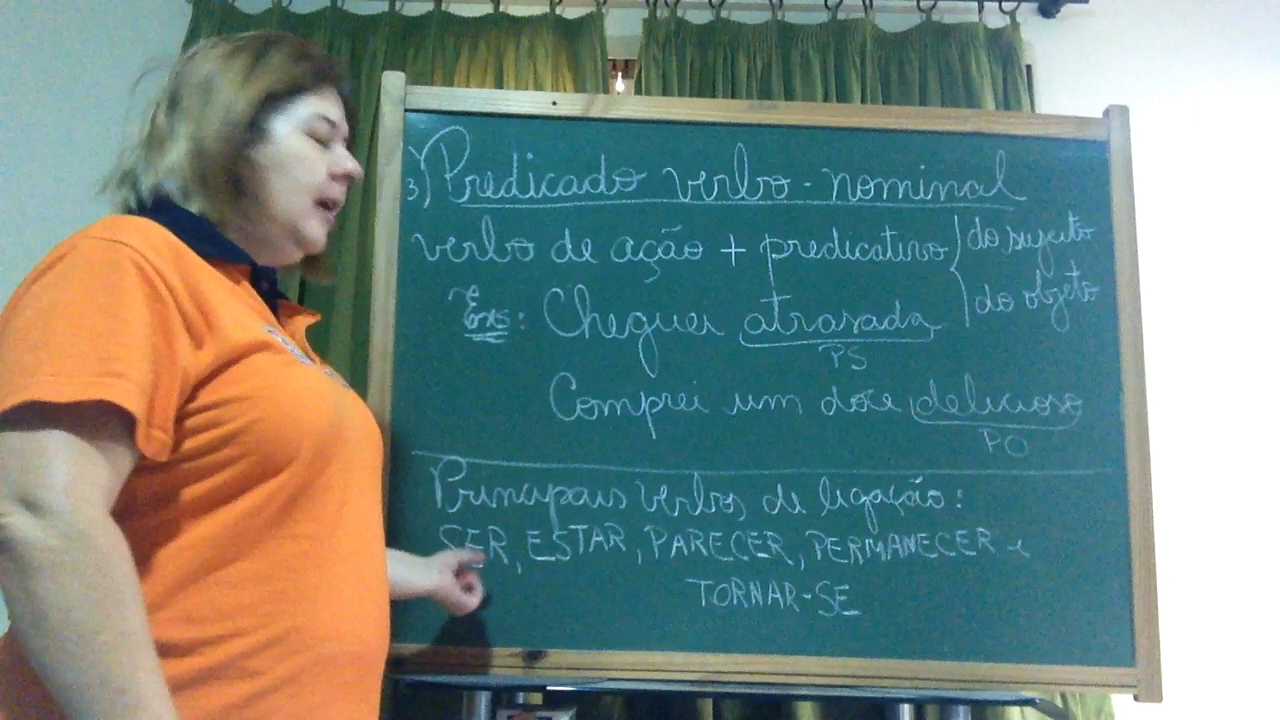 3) Predicado verbo-nominal
verbo de ação + predicativo do sujeito
do objeto
Exs: Cheguei atrasada
PS
Comprei um doce delicioso
PO
Principais verbos de ligação:
SER, ESTAR, PARECER, PERMANECER e
TORNAR-SE